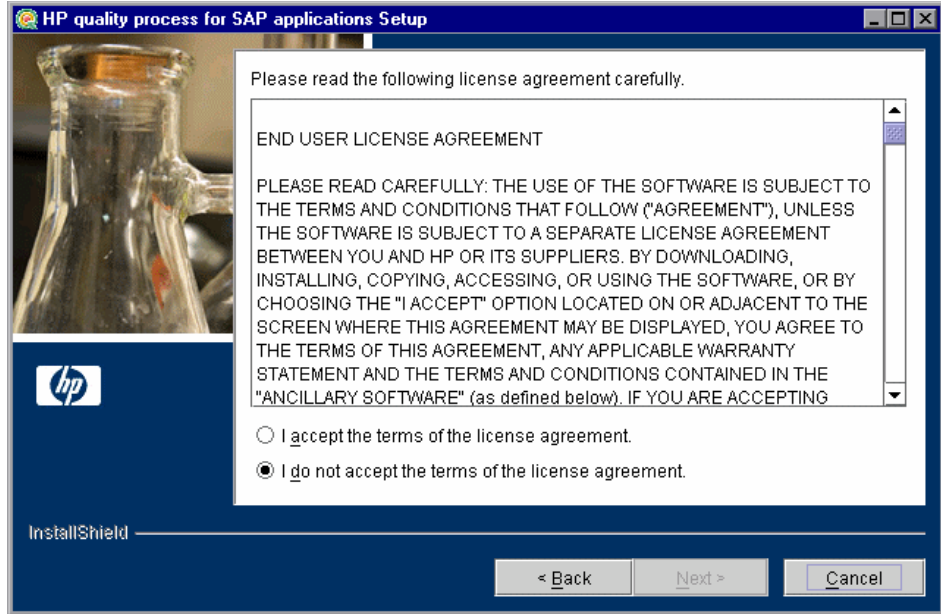 HP quality process for SAP applications Setup
Please read the following license agreement carefully.
END USER LICENSE AGREEMENT
PLEASE READ CAREFULLY: THE USE OF THE SOFTWARE IS SUBJECT TO
THE TERMS AND CONDITIONS THAT FOLLOW ("AGREEMENT"), UNLESS
THE SOFTWARE IS SUBJECT TO A SEPARATE LICENSE AGREEMENT
BETWEEN YOU AND HP OR ITS SUPPLIERS. BY DOWNLOADING,
INSTALLING, COPYING, ACCESSING, OR USING THE SOFTWARE, OR BY
CHOOSING THE "I ACCEPT" OPTION LOCATED ON OR ADJACENT TO THE
SCREEN WHERE THIS AGREEMENT MAY BE DISPLAYED, YOU AGREE TO
THE TERMS OF THIS AGREEMENT, ANY APPLICABLE WARRANTY
STATEMENT AND THE TERMS AND CONDITIONS CONTAINED IN THE
"ANCILLARY SOFTWARE" (as defined below). IF YOU ARE ACCEPTING
hp
I accept the terms of the license agreement.
I do not accept the terms of the license agreement.
InstallShield
< Back
Next >
Cancel